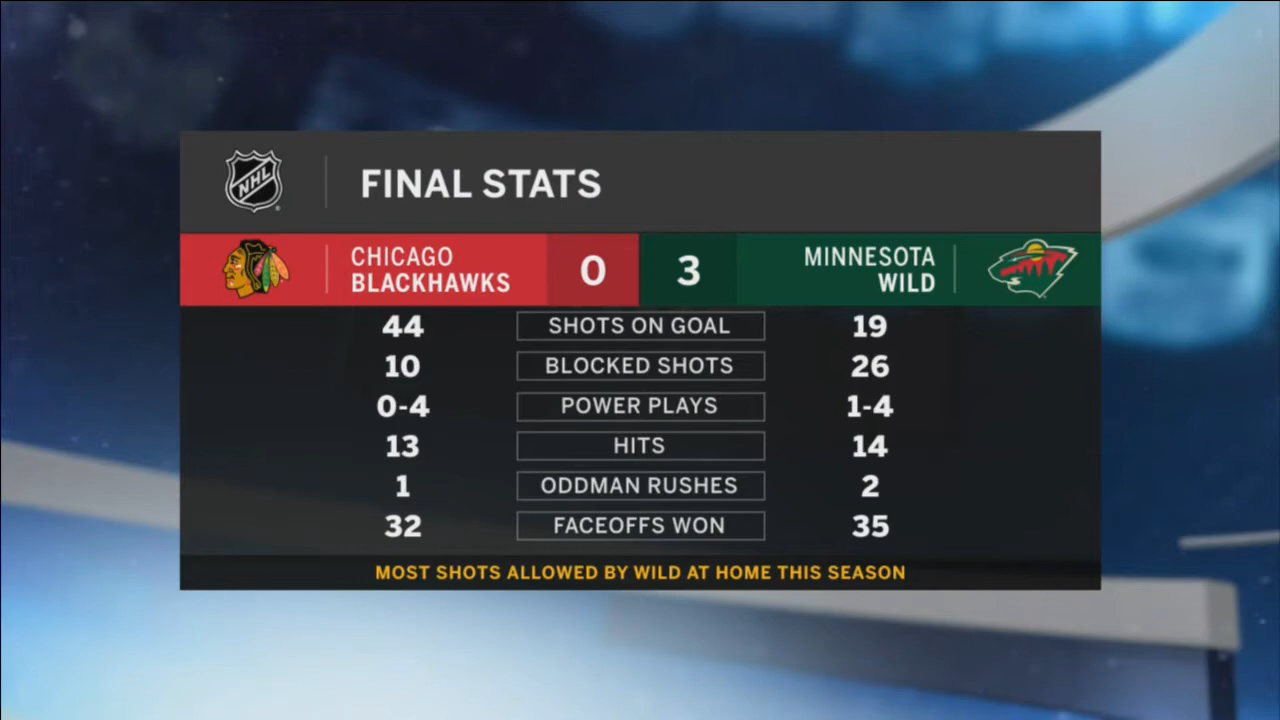 NHL
FINAL STATS
CHICAGO
BLACKHAWKS
0
3
MINNESOTA
WILD
44 SHOTS ON GOAL 19
10 BLOCKED SHOTS 26
0-4 POWER PLAYS 1-4
13 HITS 14
1 ODDMAN RUSHES 2
32 FACEOFFS WON 35
MOST SHOTS ALLOWED BY WILD AT HOME THIS SEASON